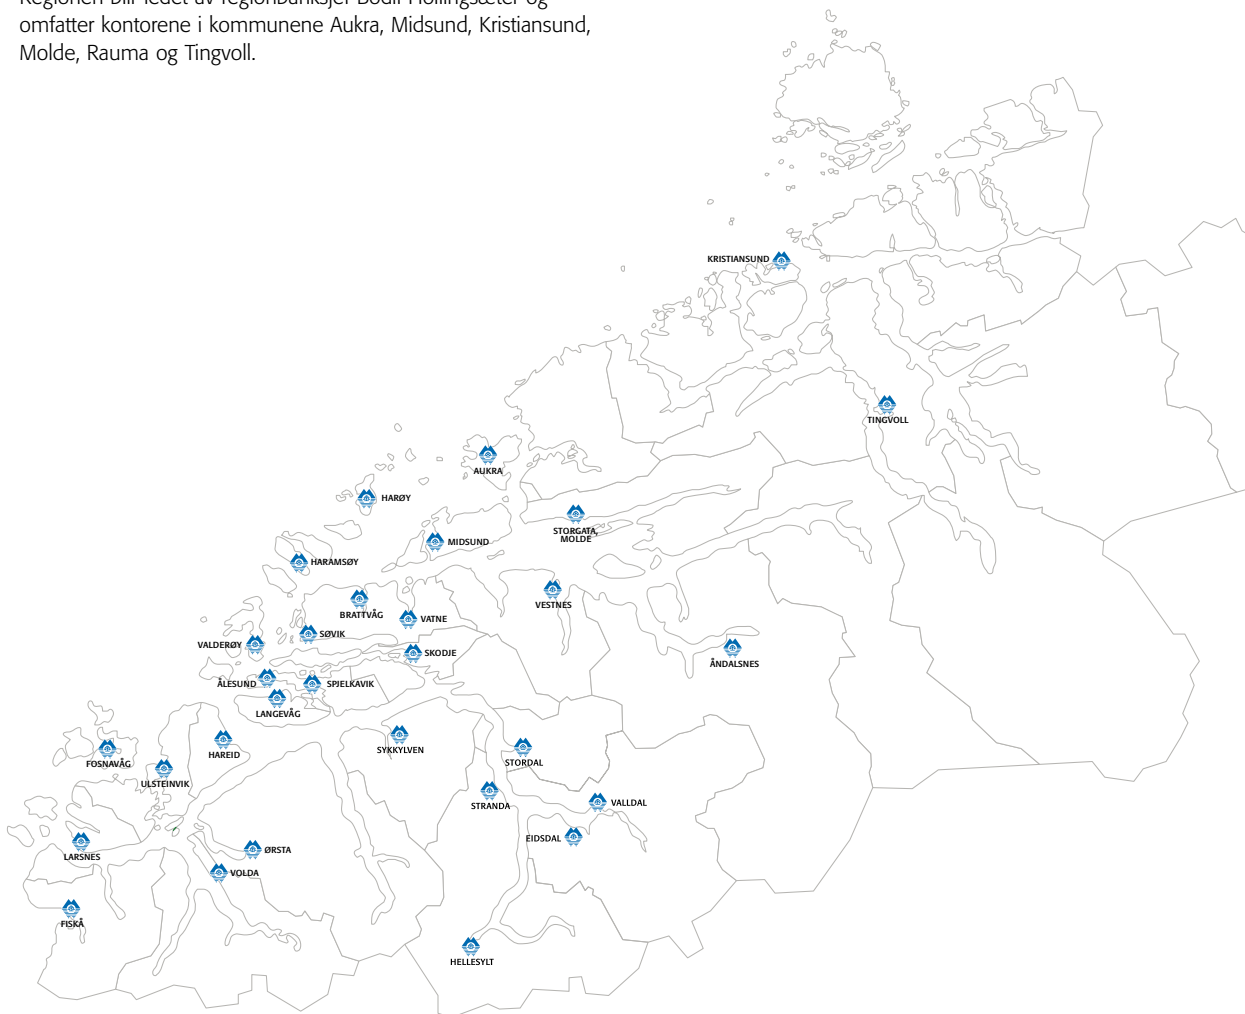 omfatter kontorene i kommunene Aukra, Midsund, Kristiansund,
Molde, Rauma og Tingvoll.
KRISTIANSUND
TINGVOLL
AUKRA
HARØY
STORGATA,
MOLDE
MIDSUND
HARAMSØY
VESTNES
BRATTVÅG
VATNE
SØVIK
VALDERØY
SKODJE
ÅNDALSNES
ÅLESUND
SPJELKAVIK
LANGEVÅG
HAREID
SYKKYLVEN
FOSNAVÅG
STORDAL
ULSTEINVIK
STRANDA
VALLDAL
EIDSDAL
LARSNES
ØRSTA
VOLDA
FISKÅ
HELLESYLT